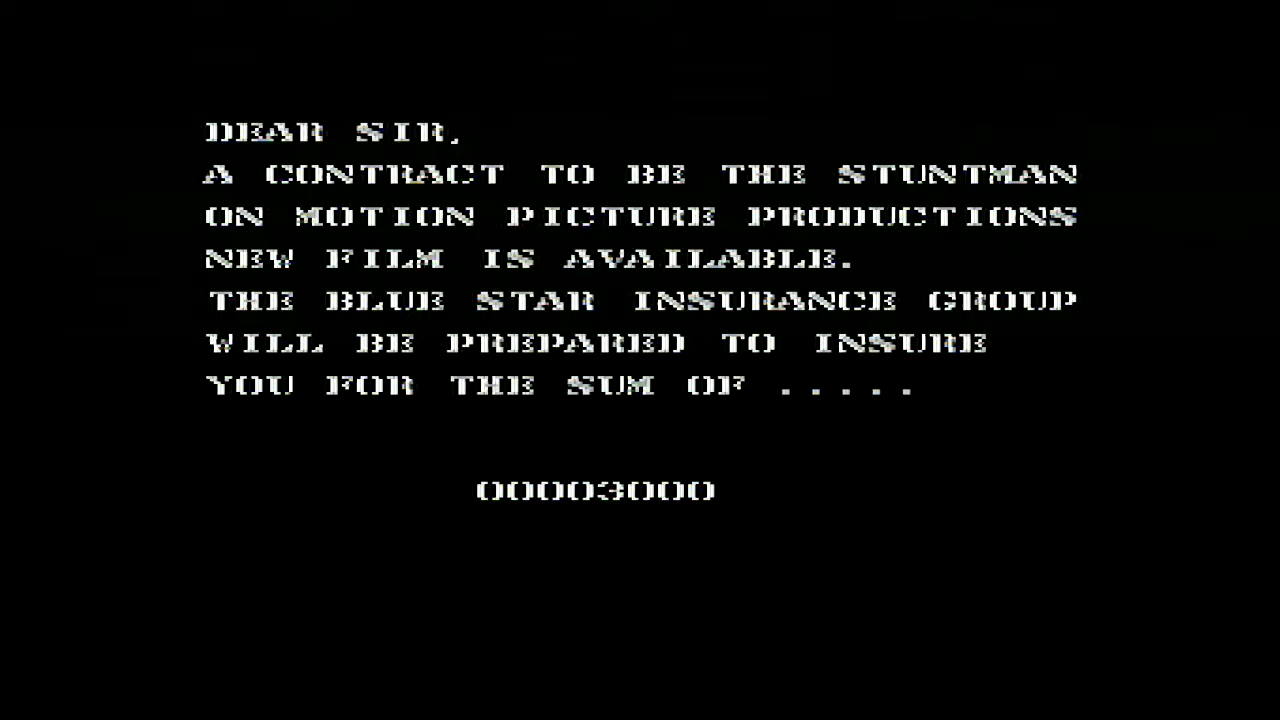 DEAR SIR,
A CONTRACT TO BE THE STUNTMAN
ON MOTION PICTURE PRODUCTIONS
NEW FILM IS AVAILABLE.
THE BLUE STAR INSURANCE GROUP
WILL BE PREPARED TO INSURE
YOU FOR THE SUM OF .....
00003000